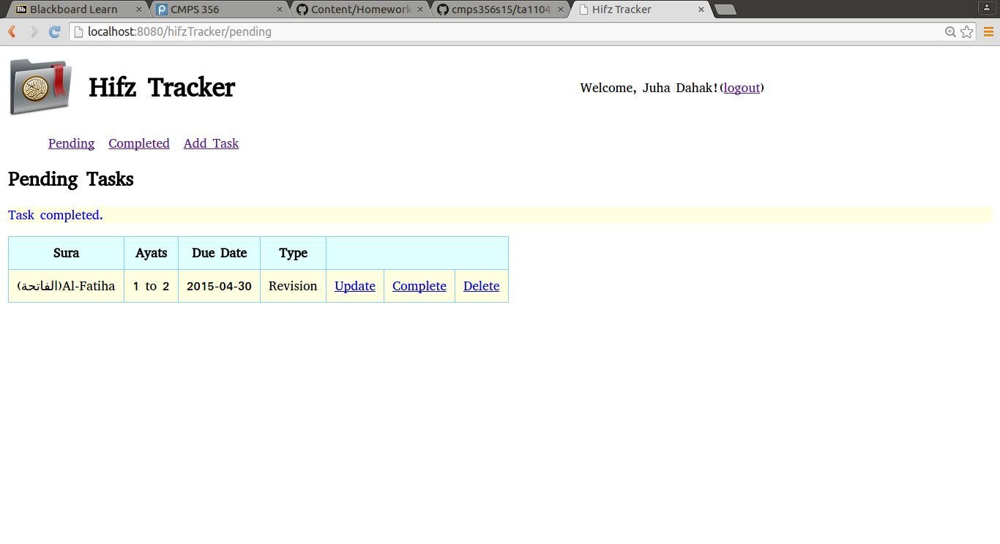 Blackboard Learn
CMPS 356
Content/Homework
cmps356s15/ta1104
Hifz Tracker
localhost:8080/hifzTracker/pending
Hifz Tracker
Welcome, Juha Dahak!(logout)
Pending Completed Add Task
Pending Tasks
Task completed.
Sura Ayats Due Date Type
(الفاتحة)Al-Fatiha 1 to 2 2015-04-30 Revision Update Complete Delete